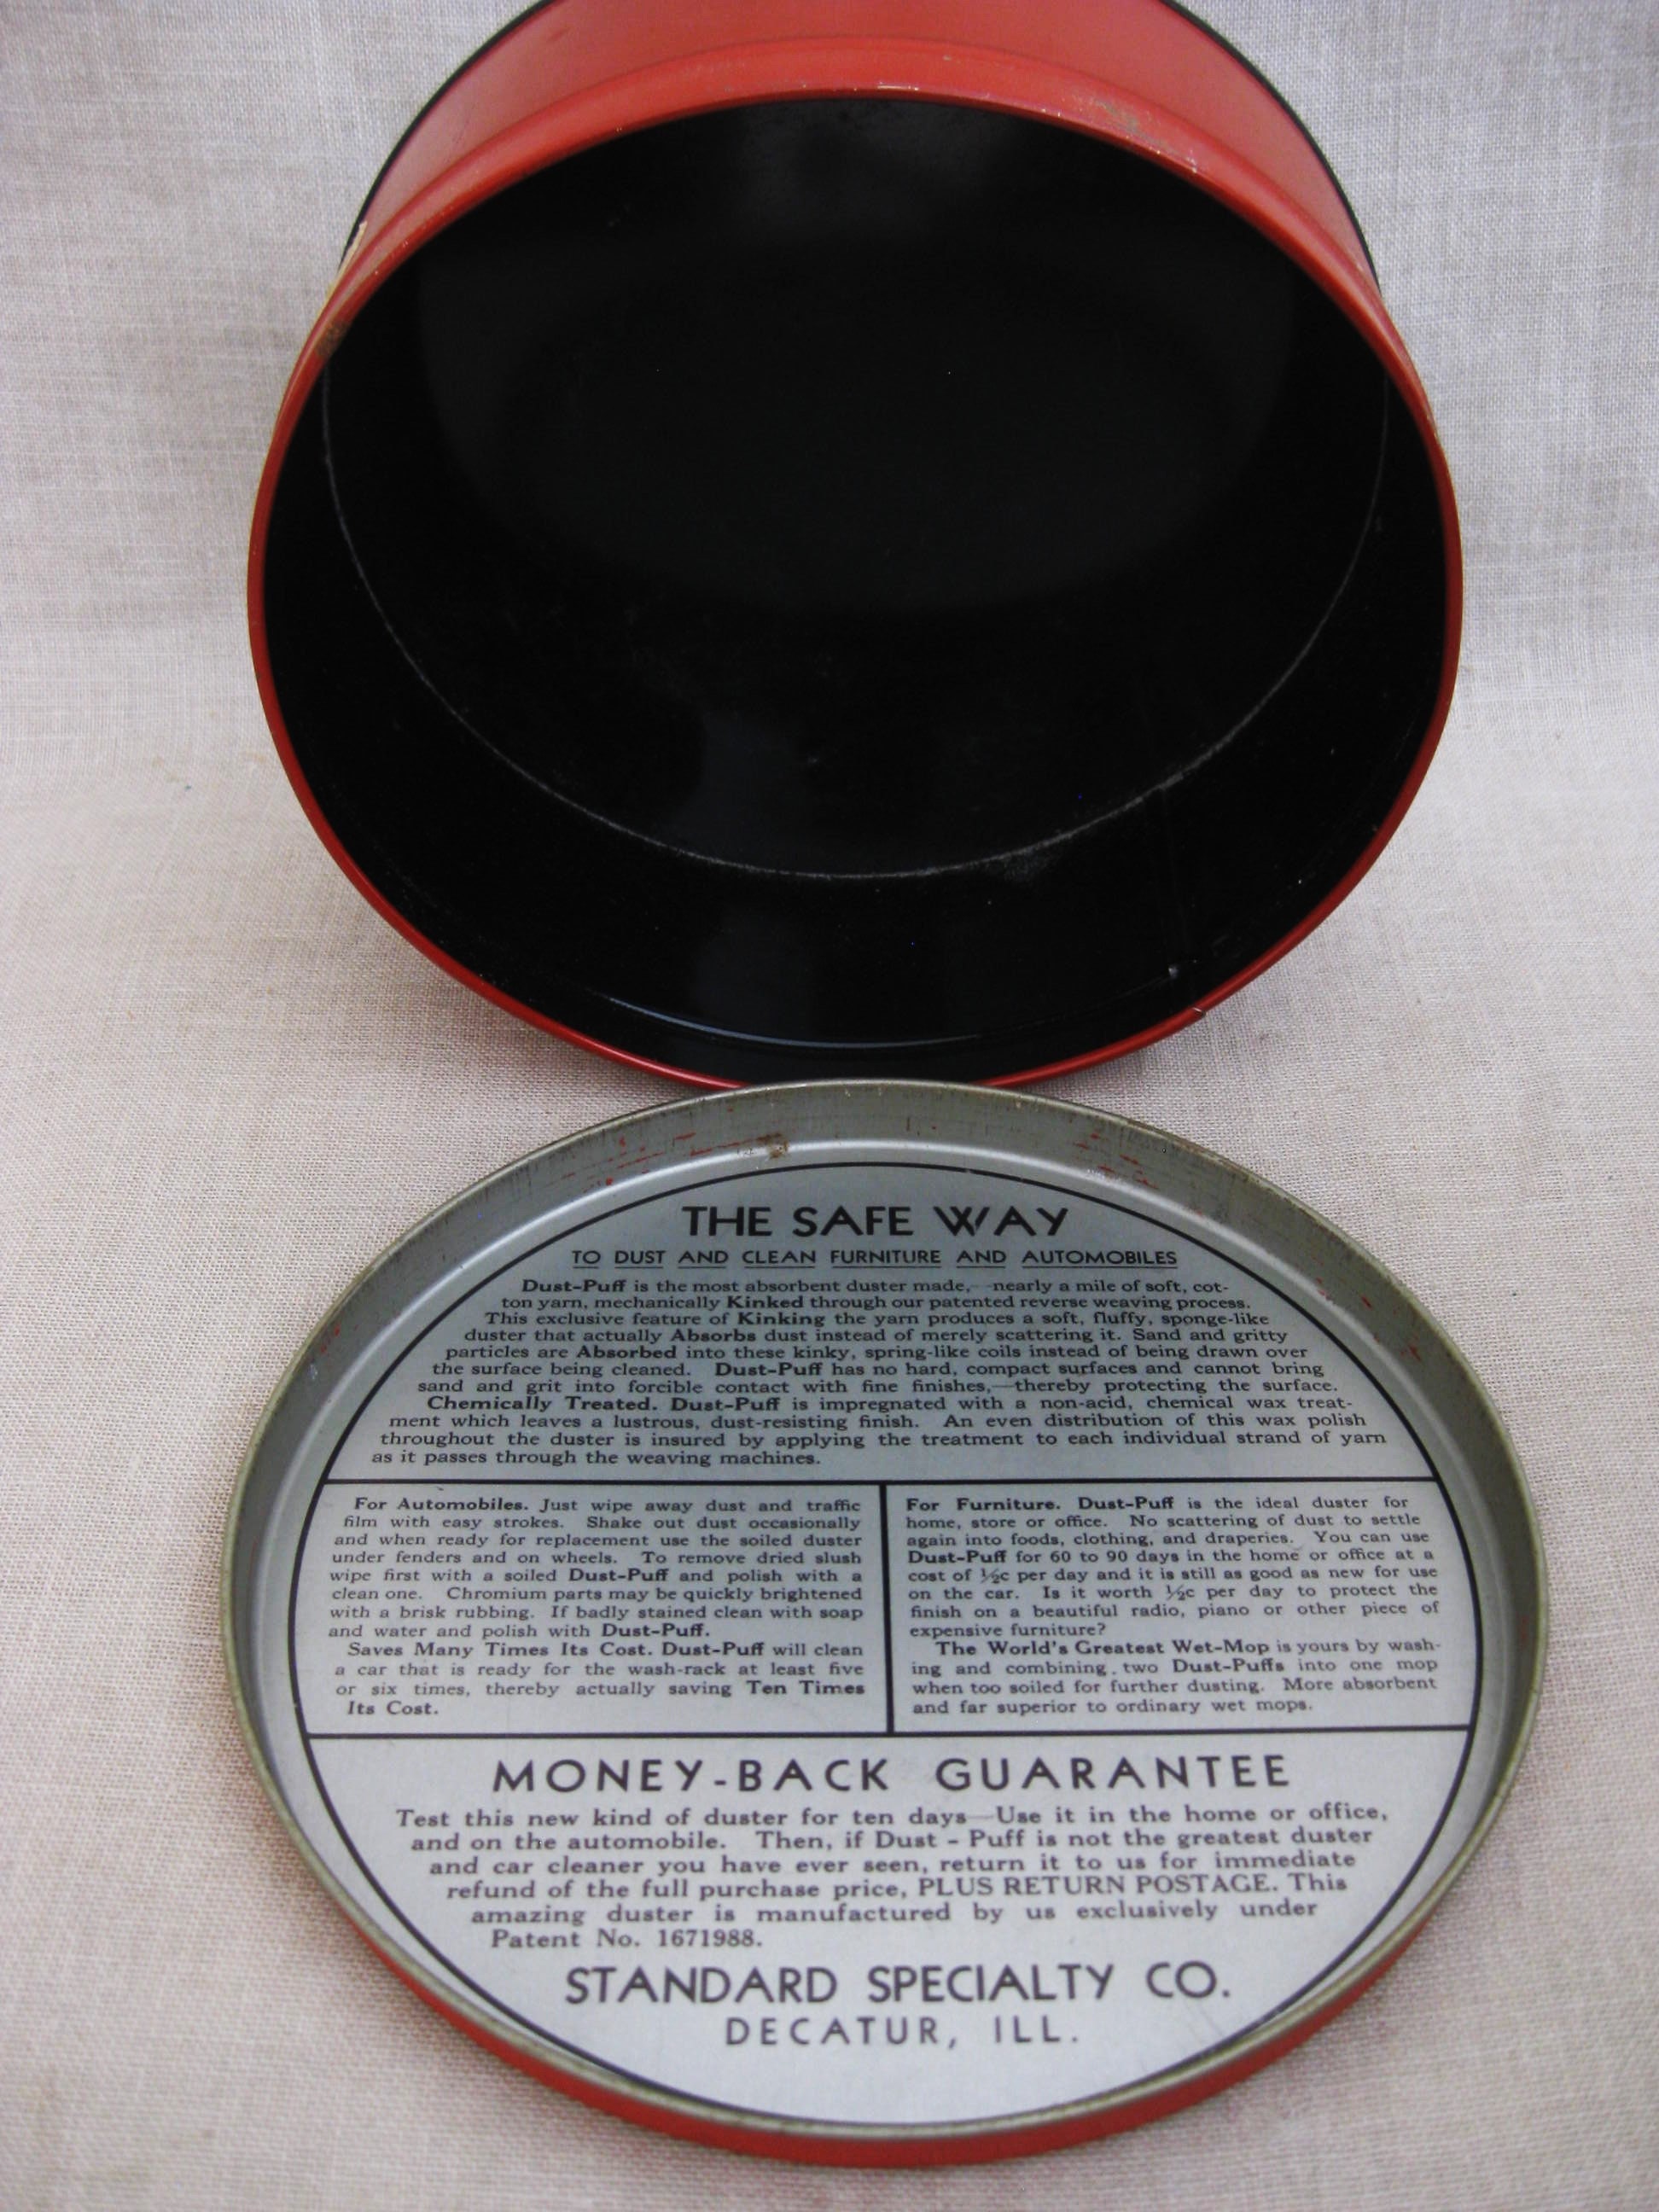 THE SAFE WAY
TO DUST AND CLEAN FURNITURE AND AUTOMOBILES
Dust-Puff is the most absorbent duster made,—nearly a mile of soft, cot-
ton yarn, mechanically Kinked through our patented reverse weaving process.
This exclusive feature of Kinking the yarn produces a soft, fluffy, sponge-like
duster that actually Absorbs dust instead of merely scattering it. Sand and gritty
particles are Absorbed into these kinky, spring-like coils instead of being drawn over
the surface being cleaned. Dust-Puff has no hard, compact surfaces and cannot bring
sand and grit into forcible contact with fine finishes,—thereby protecting the surface.
Chemically Treated. Dust-Puff is impregnated with a non-acid, chemical wax treat-
ment which leaves a lustrous, dust-resisting finish. An even distribution of this wax polish
throughout the duster is insured by applying the treatment to each individual strand of yarn
as it passes through the weaving machines.
For Automobiles. Just wipe away dust and traffic
film with easy strokes. Shake out dust occasionally
and when ready for replacement use the soiled duster
under fenders and on wheels. To remove dried slush
wipe first with a soiled Dust-Puff and polish with a
clean one. Chromium parts may be quickly brightened
with a brisk rubbing. If badly stained clean with soap
and water and polish with Dust-Puff.
Saves Many Times Its Cost. Dust-Puff will clean
a car that is ready for the wash-rack at least five
or six times, thereby actually saving Ten Times
Its Cost.
For Furniture. Dust-Puff is the ideal duster for
home, store or office. No scattering of dust to settle
again into foods, clothing, and draperies. You can use
Dust-Puff for 60 to 90 days in the home or office at a
cost of ½c per day and it is still as good as new for use
on the car. Is it worth ½c per day to protect the
finish on a beautiful radio, piano or other piece of
expensive furniture?
The World's Greatest Wet-Mop is yours by wash-
ing and combining two Dust-Puffs into one mop
when too soiled for further dusting. More absorbent
and far superior to ordinary wet mops.
MONEY-BACK GUARANTEE
Test this new kind of duster for ten days—Use it in the home or office,
and on the automobile. Then, if Dust-Puff is not the greatest duster
and car cleaner you have ever seen, return it to us for immediate
refund of the full purchase price, PLUS RETURN POSTAGE. This
amazing duster is manufactured by us exclusively under
Patent No. 1671988.
STANDARD SPECIALTY CO.
DECATUR, ILL.